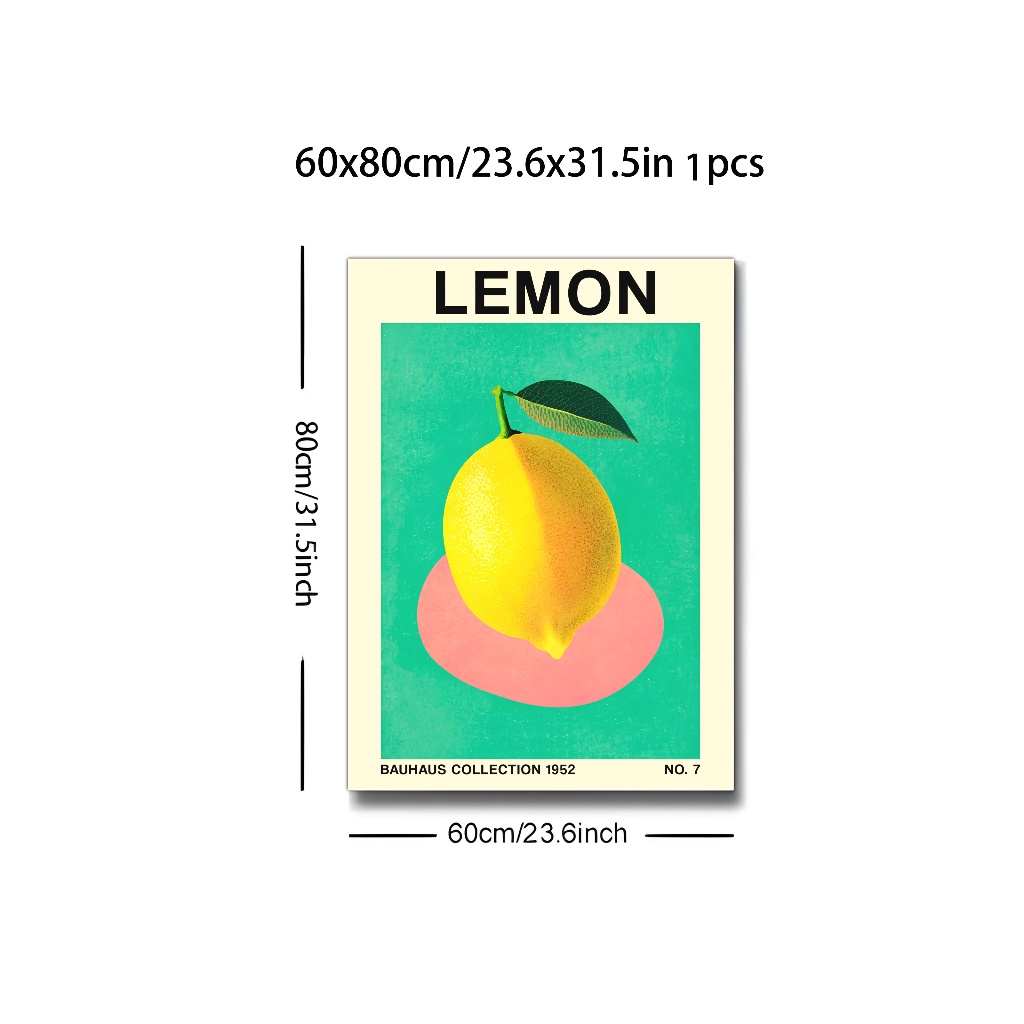 60x80cm/23.6x31.5in 1pcs
LEMON
80cm/31.5inch
BAUHAUS COLLECTION 1952 NO. 7
60cm/23.6inch